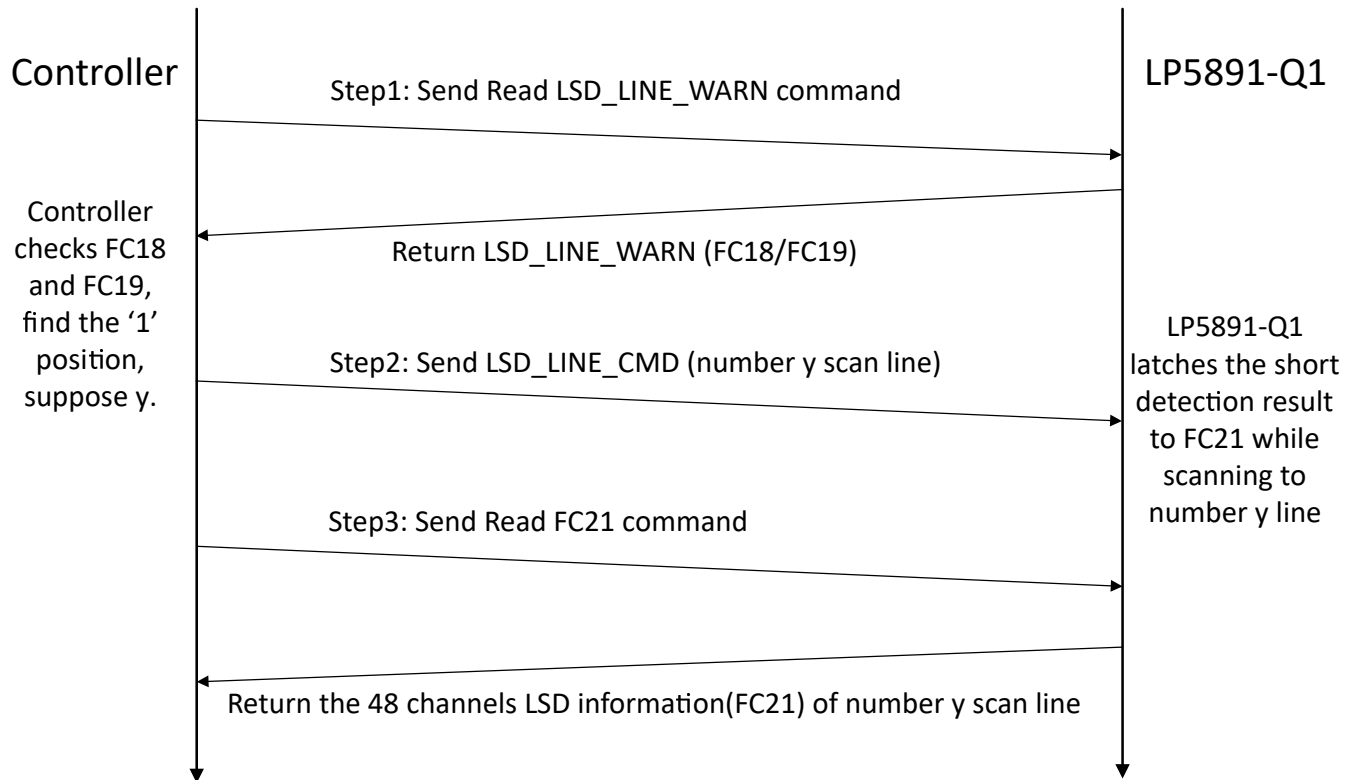 Controller
LP5891-Q1
Step1: Send Read LSD_LINE_WARN command
Return LSD_LINE_WARN (FC18/FC19)
Controller
checks FC18
and FC19,
find the ‘1’
position,
suppose y.
Step2: Send LSD_LINE_CMD (number y scan line)
LP5891-Q1
latches the short
detection result
to FC21 while
scanning to
number y line
Step3: Send Read FC21 command
Return the 48 channels LSD information(FC21) of number y scan line